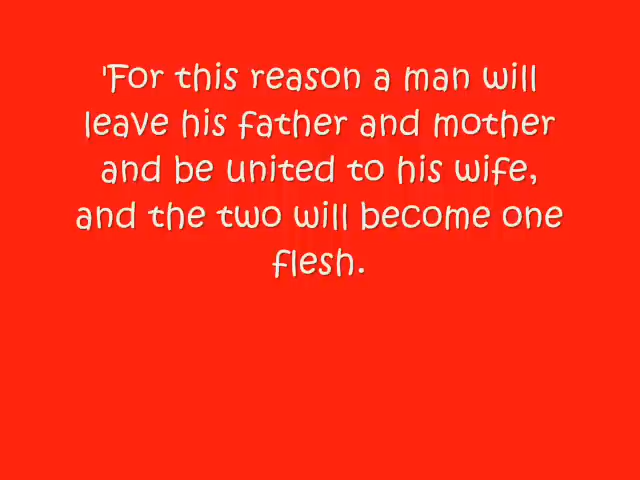 'For this reason a man will
leave his father and mother
and be united to his wife,
and the two will become one
flesh.